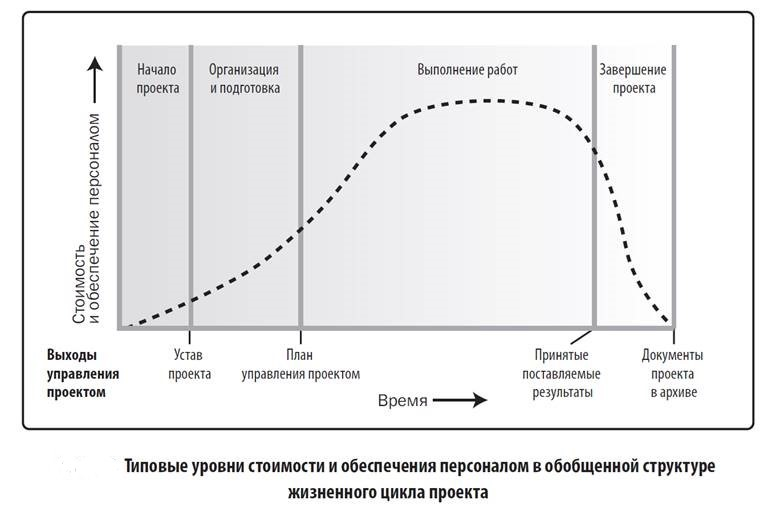 Начало
проекта
Организация
и подготовка
Выполнение работ
Завершение
проекта
Стоимость
и обеспечение персоналом
Выходы
управления
проектом
Устав
проекта
План
управления проектом
Принятые
поставляемые
результаты
Документы
проекта
в архиве
Время
Типовые уровни стоимости и обеспечения персоналом в обобщенной структуре
жизненного цикла проекта